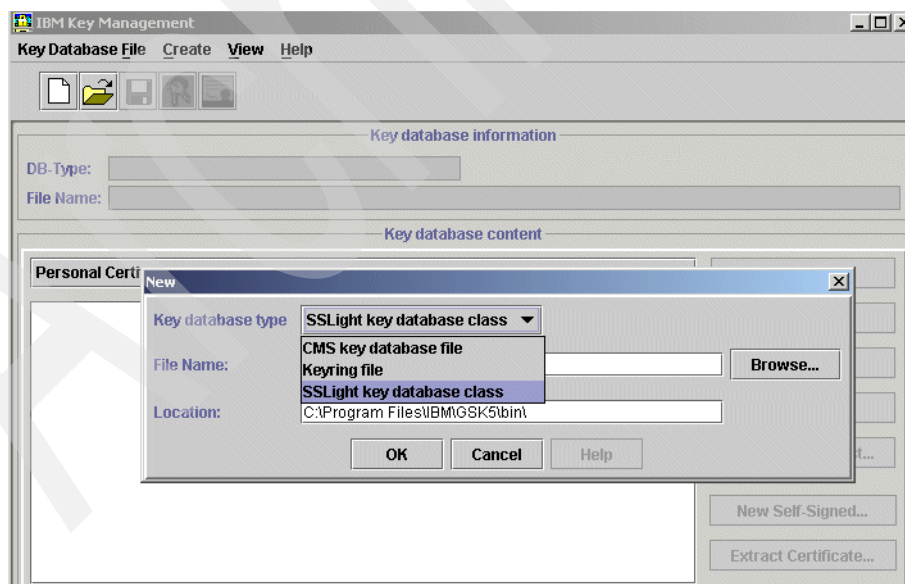 IBM Key Management
Key Database File Create View Help
Key database information
DB-Type:
File Name:
Key database content
Personal Certi
New
Key database type SSLight key database class
CMS key database file
Keyring file
SSLight key database class
File Name:
Browse...
Location: C:\Program Files\IBM\GSK5\bin\
OK Cancel Help
t...
New Self-Signed...
Extract Certificate...